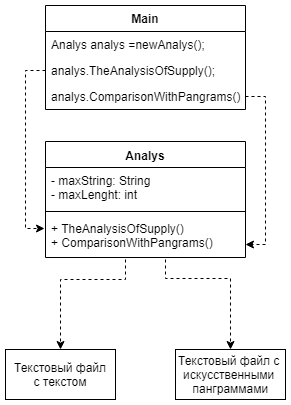 Main
Analys analys =newAnalys();
analys.TheAnalysisOfSupply();
analys.ComparisonWithPangrams()
Analys
- maxString: String
- maxLenght: int
+ TheAnalysisOfSupply()
+ ComparisonWithPangrams()
Текстовый файл
с текстом
Текстовый файл с
искусственными
панграммами